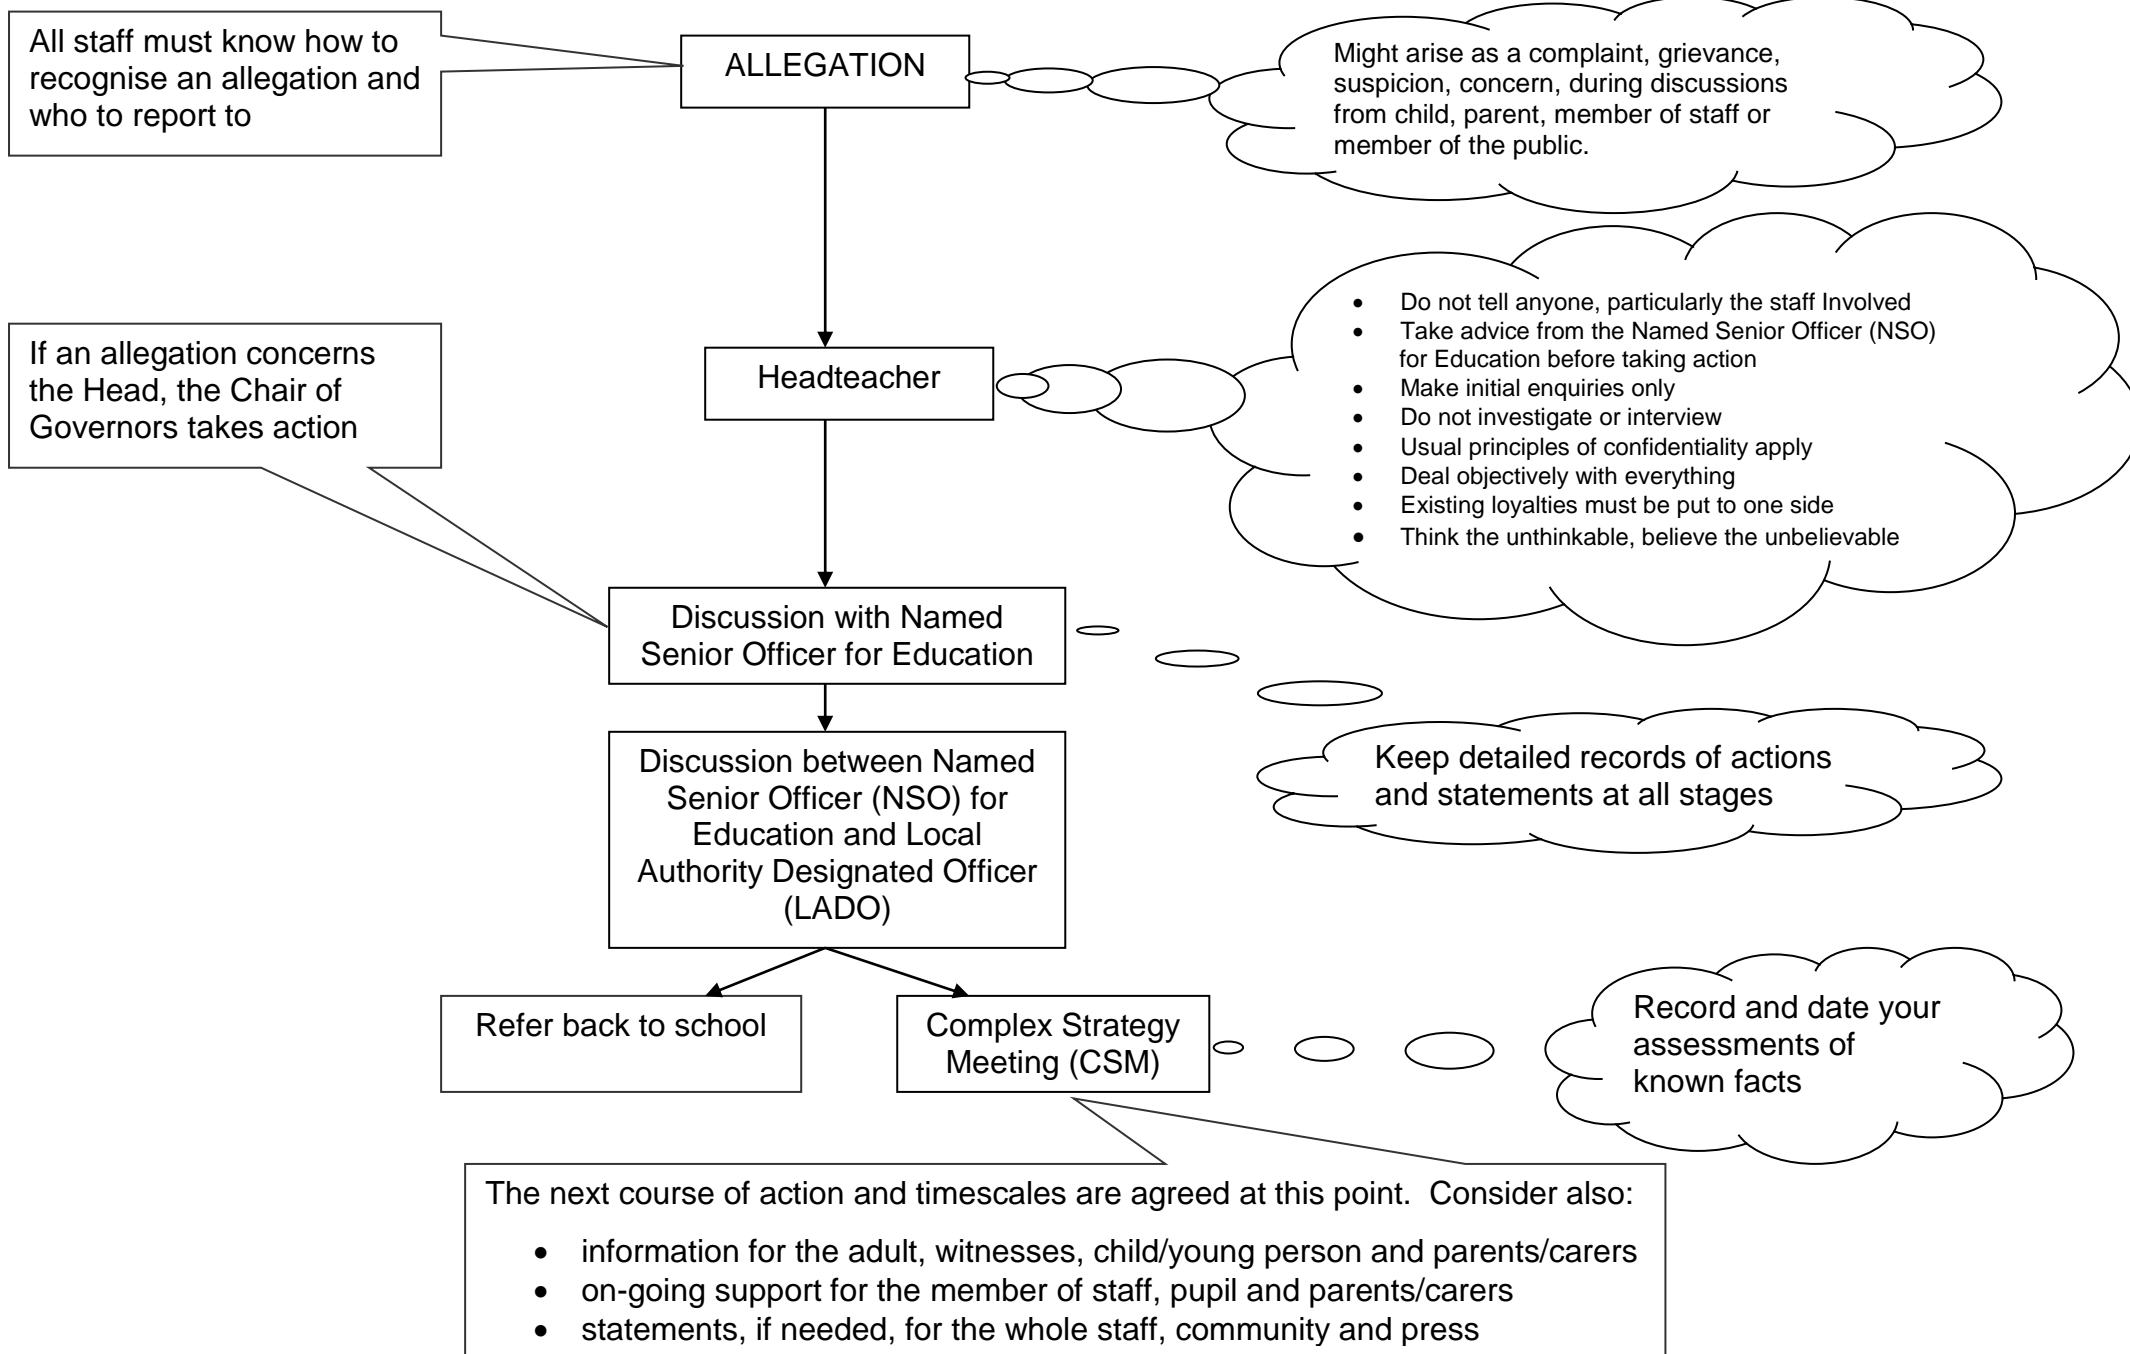 All staff must know how to
recognise an allegation and
who to report to
ALLEGATION
Might arise as a complaint, grievance,
suspicion, concern, during discussions
from child, parent, member of staff or
member of the public.
If an allegation concerns
the Head, the Chair of
Governors takes action
Headteacher
• Do not tell anyone, particularly the staff Involved
• Take advice from the Named Senior Officer (NSO)
for Education before taking action
• Make initial enquiries only
• Do not investigate or interview
• Usual principles of confidentiality apply
• Deal objectively with everything
• Existing loyalties must be put to one side
• Think the unthinkable, believe the unbelievable
Discussion with Named
Senior Officer for Education
Keep detailed records of actions
and statements at all stages
Discussion between Named
Senior Officer (NSO) for
Education and Local
Authority Designated Officer
(LADO)
Refer back to school
Complex Strategy
Meeting (CSM)
Record and date your
assessments of
known facts
The next course of action and timescales are agreed at this point.  Consider also:
• information for the adult, witnesses, child/young person and parents/carers
• on-going support for the member of staff, pupil and parents/carers
• statements, if needed, for the whole staff, community and press